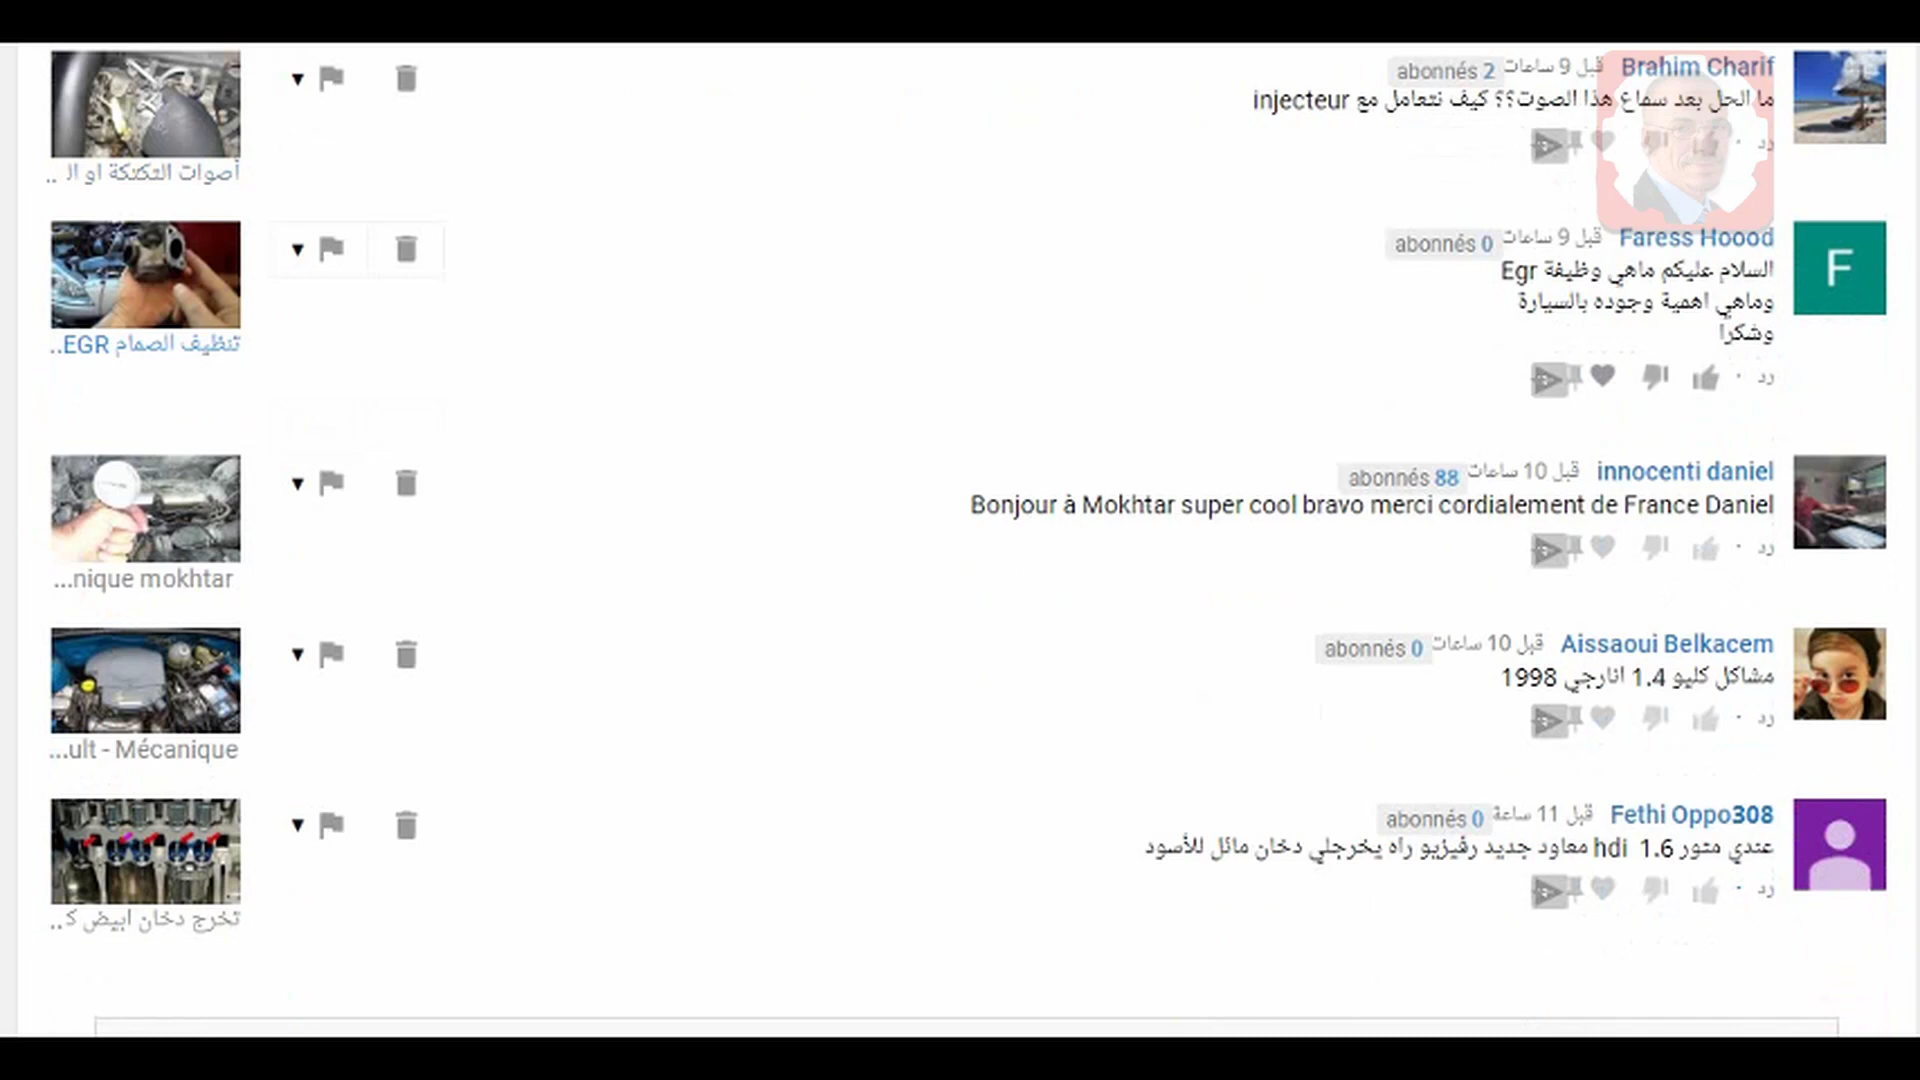 Brahim Charif قبل 9 ساعات abonnés 2
ما الحل بعد سماع هذا الصوت؟؟ كيف نتعامل مع injecteur
رد
أصوات التكتكة او ال ..
Faress Hoood قبل 9 ساعات abonnés 0
السلام عليكم ماهي وظيفة Egr
وماهي اهمية وجوده بالسيارة
وشكرا
رد
تنظيف الصمام EGR..
innocenti daniel قبل 10 ساعات abonnés 88
Bonjour à Mokhtar super cool bravo merci cordialement de France Daniel
رد
...nique mokhtar
Aissaoui Belkacem قبل 10 ساعات abonnés 0
مشاكل كليو 1.4 انارجي 1998
رد
...ult - Mécanique
Fethi Oppo308 قبل 11 ساعة abonnés 0
عندي متور 1.6 hdi معاود جديد رڤيزيو راه يخرجلي دخان مائل للأسود
رد
تخرج دخان ابيض ك..
F